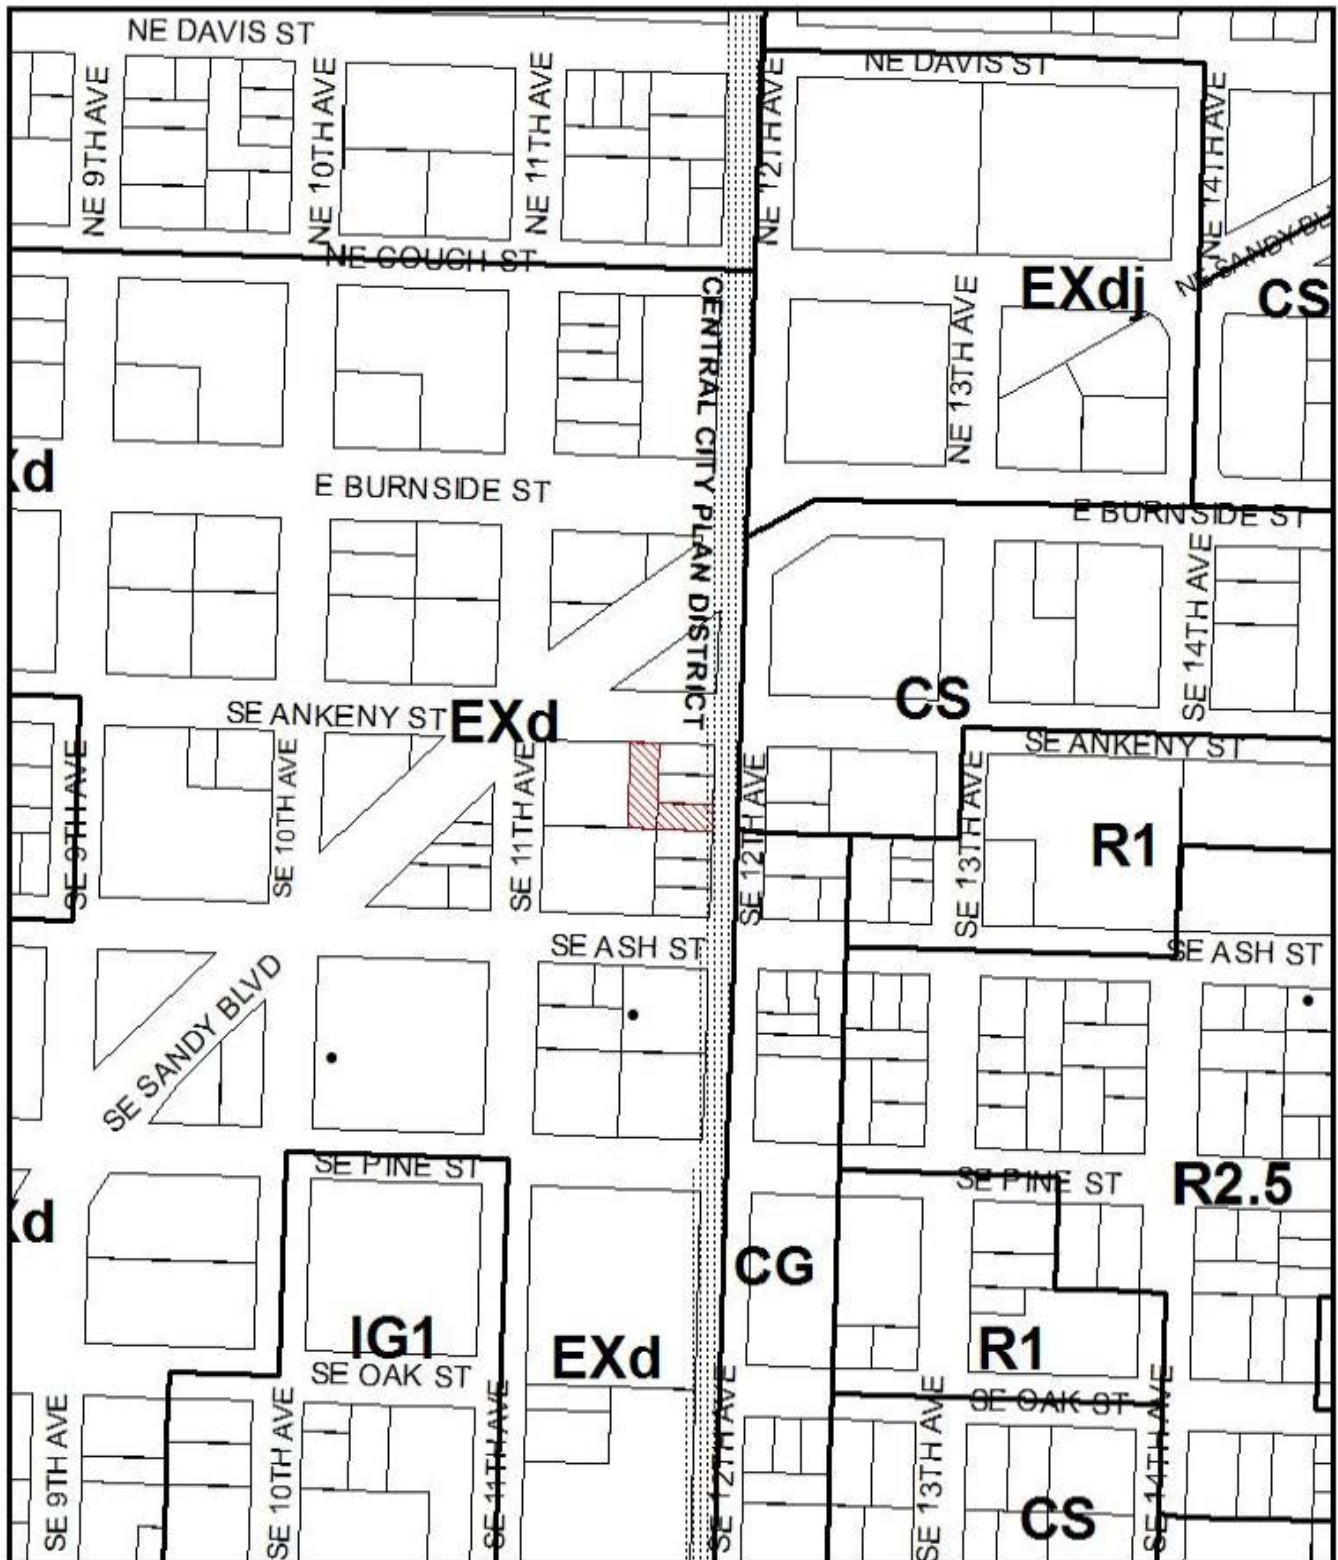 NE DAVIS ST
NE DAVIS ST
NE 9TH AVE
NE 10TH AVE
NE 11TH AVE
NE 12TH AVE
NE 14TH AVE
NE COUCH ST
NE SANDY BL
EXdj
CS
CENTRAL CITY PLAN DISTRICT
NE 13TH AVE
Xd
E BURNSIDE ST
E BURNSIDE ST
SE 14TH AVE
CS
SE ANKENY ST
EXd
SE ANKENY ST
SE 9TH AVE
SE 10TH AVE
SE 11TH AVE
SE 12TH AVE
SE 13TH AVE
R1
SE ASH ST
SE ASH ST
SE SANDY BLVD
SE PINE ST
SE PINE ST
R2.5
Xd
CG
IG1
EXd
R1
SE OAK ST
SE OAK ST
SE 9TH AVE
SE 10TH AVE
SE 11TH AVE
SE 12TH AVE
SE 13TH AVE
SE 14TH AVE
CS